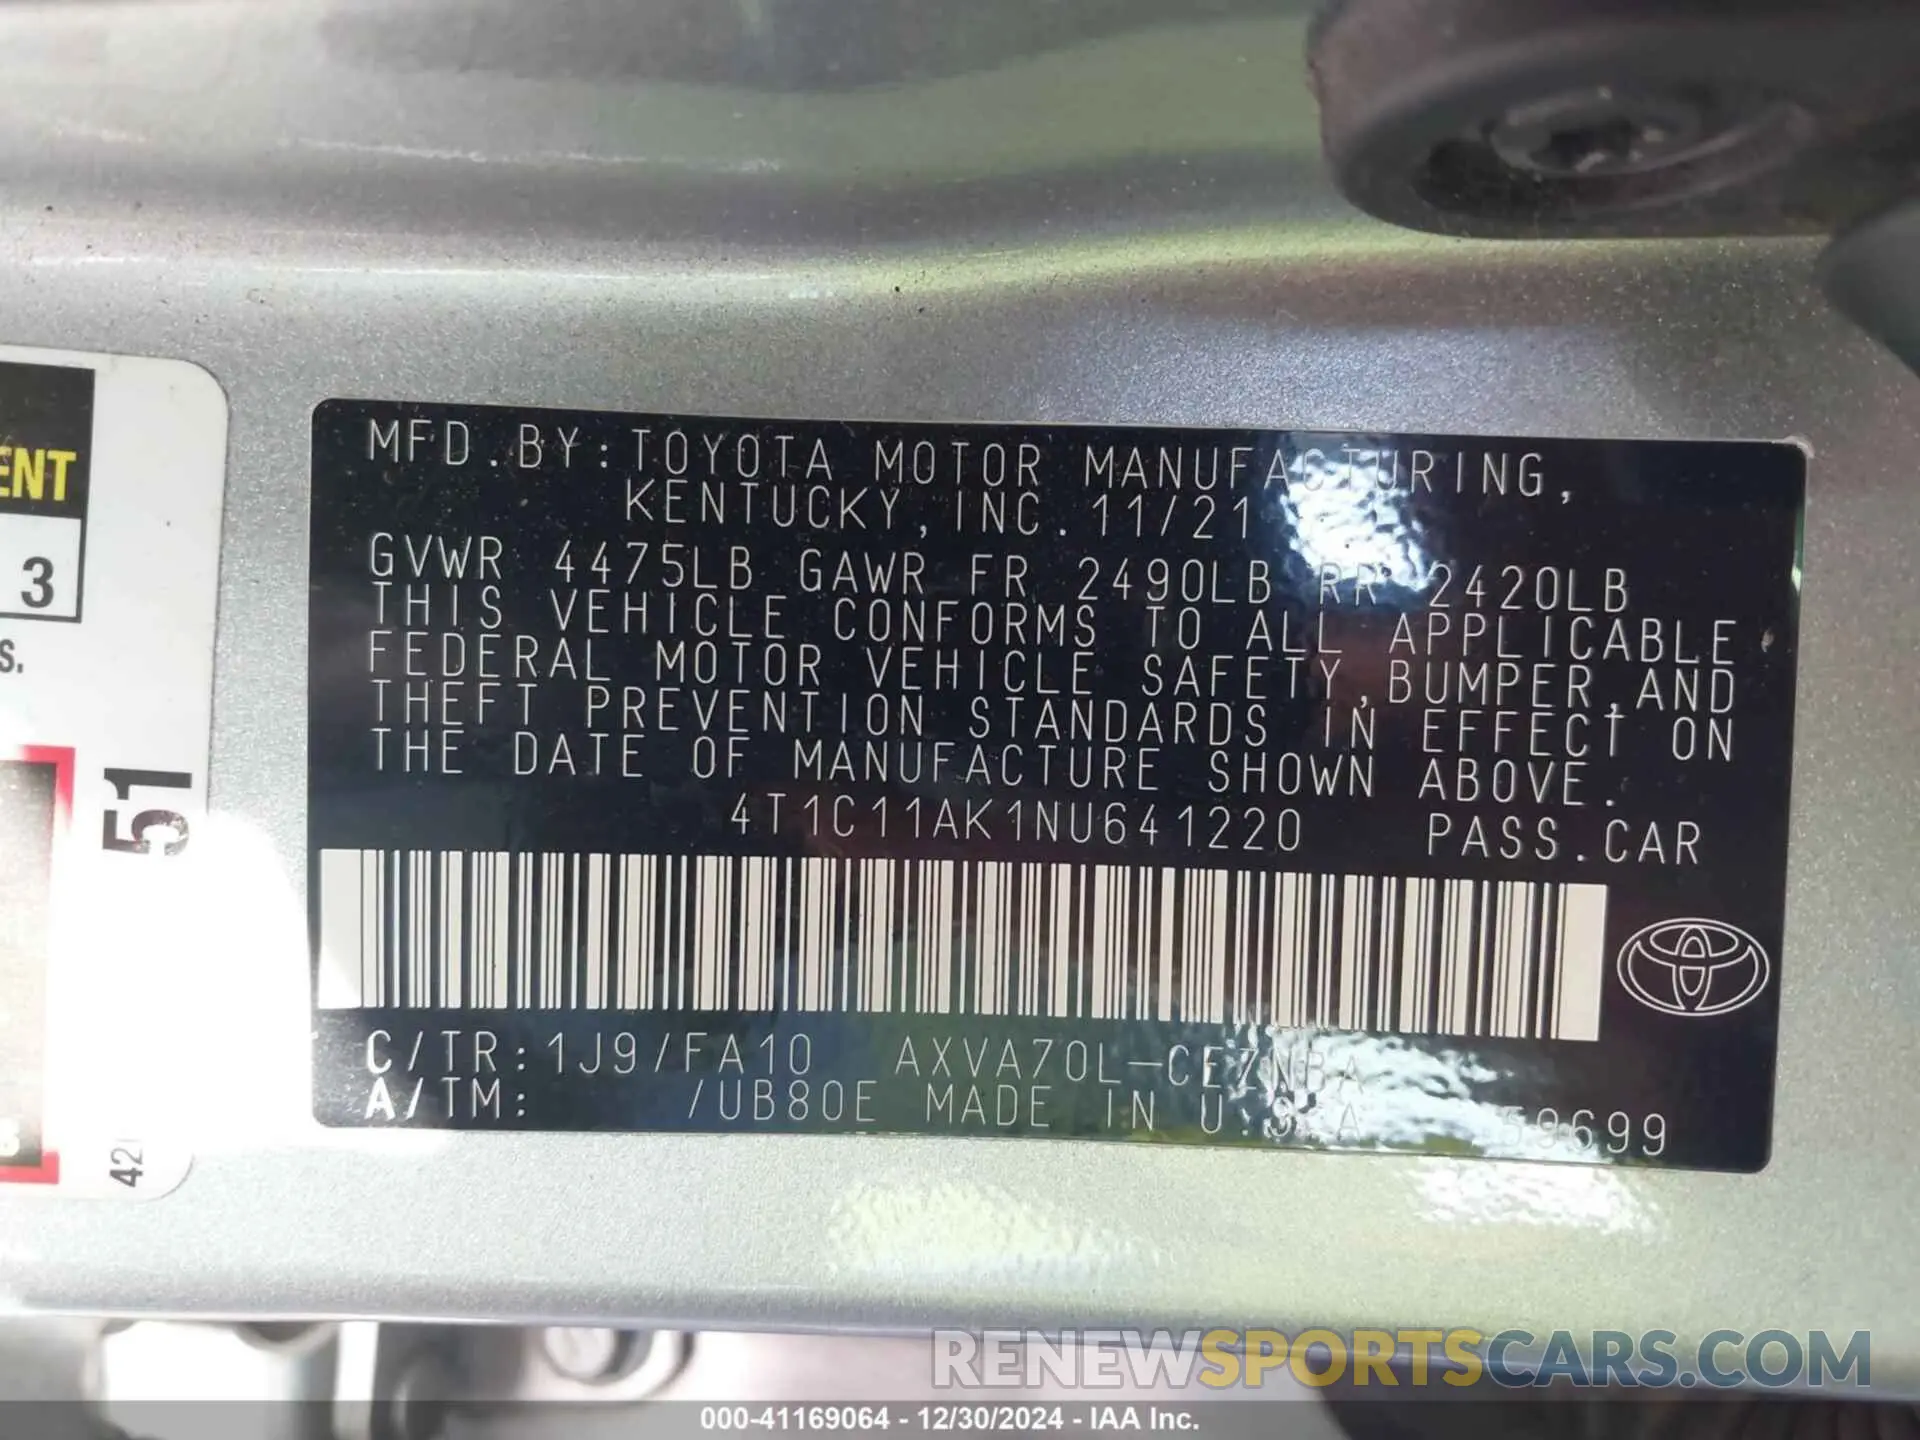 MFD.BY:TOYOTA MOTOR MANUFACTURING,
KENTUCKY,INC.11/21
GVWR 4475LB GAWR FR 2490LB RR 2420LB
THIS VEHICLE CONFORMS TO ALL APPLICABLE
FEDERAL MOTOR VEHICLE SAFETY,BUMPER,AND
THEFT PREVENTION STANDARDS IN EFFECT ON
THE DATE OF MANUFACTURE SHOWN ABOVE.
4T1C11AK1NU641220 PASS.CAR
C/TR:1J9/FA10 AXVA70L-CEZNBA
A/TM: /UB80E MADE IN U.S.A 59699
ENT
3
S.
51
42
RENEWSPORTSCARS.COM
000-41169064 - 12/30/2024 - IAA Inc.